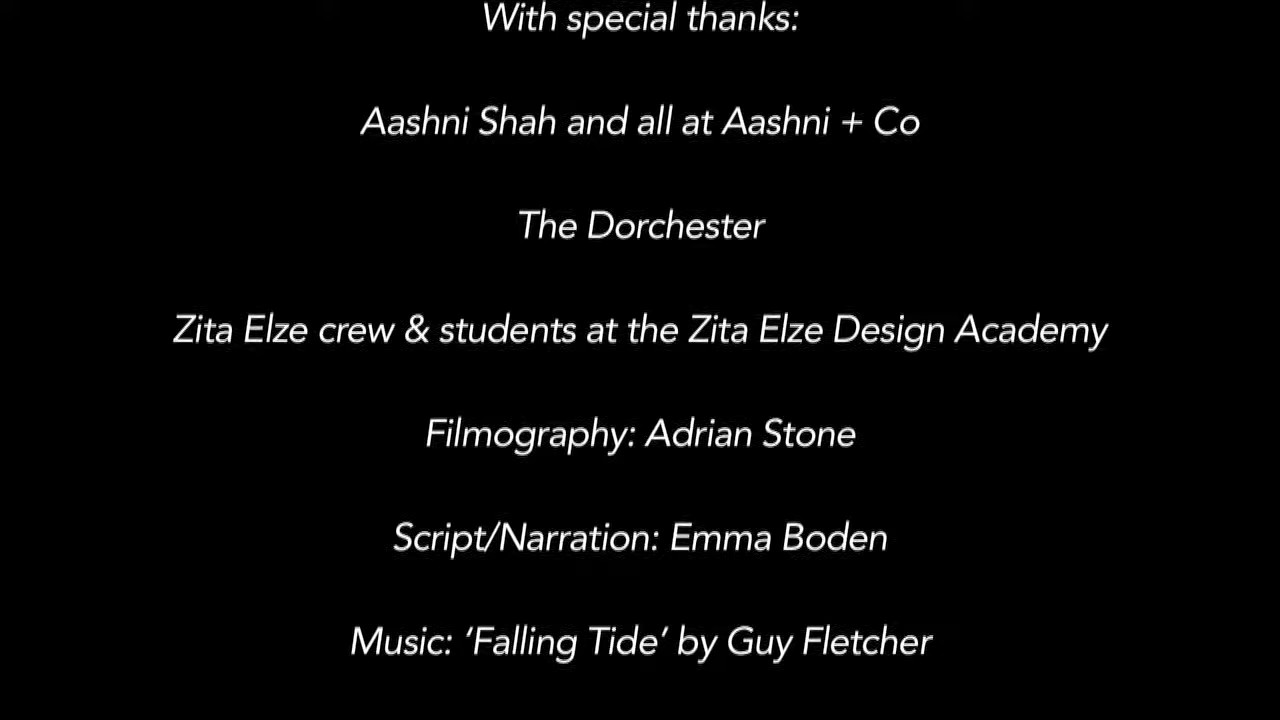 With special thanks:
Aashni Shah and all at Aashni + Co
The Dorchester
Zita Elze crew & students at the Zita Elze Design Academy
Filmography: Adrian Stone
Script/Narration: Emma Boden
Music: ‘Falling Tide’ by Guy Fletcher